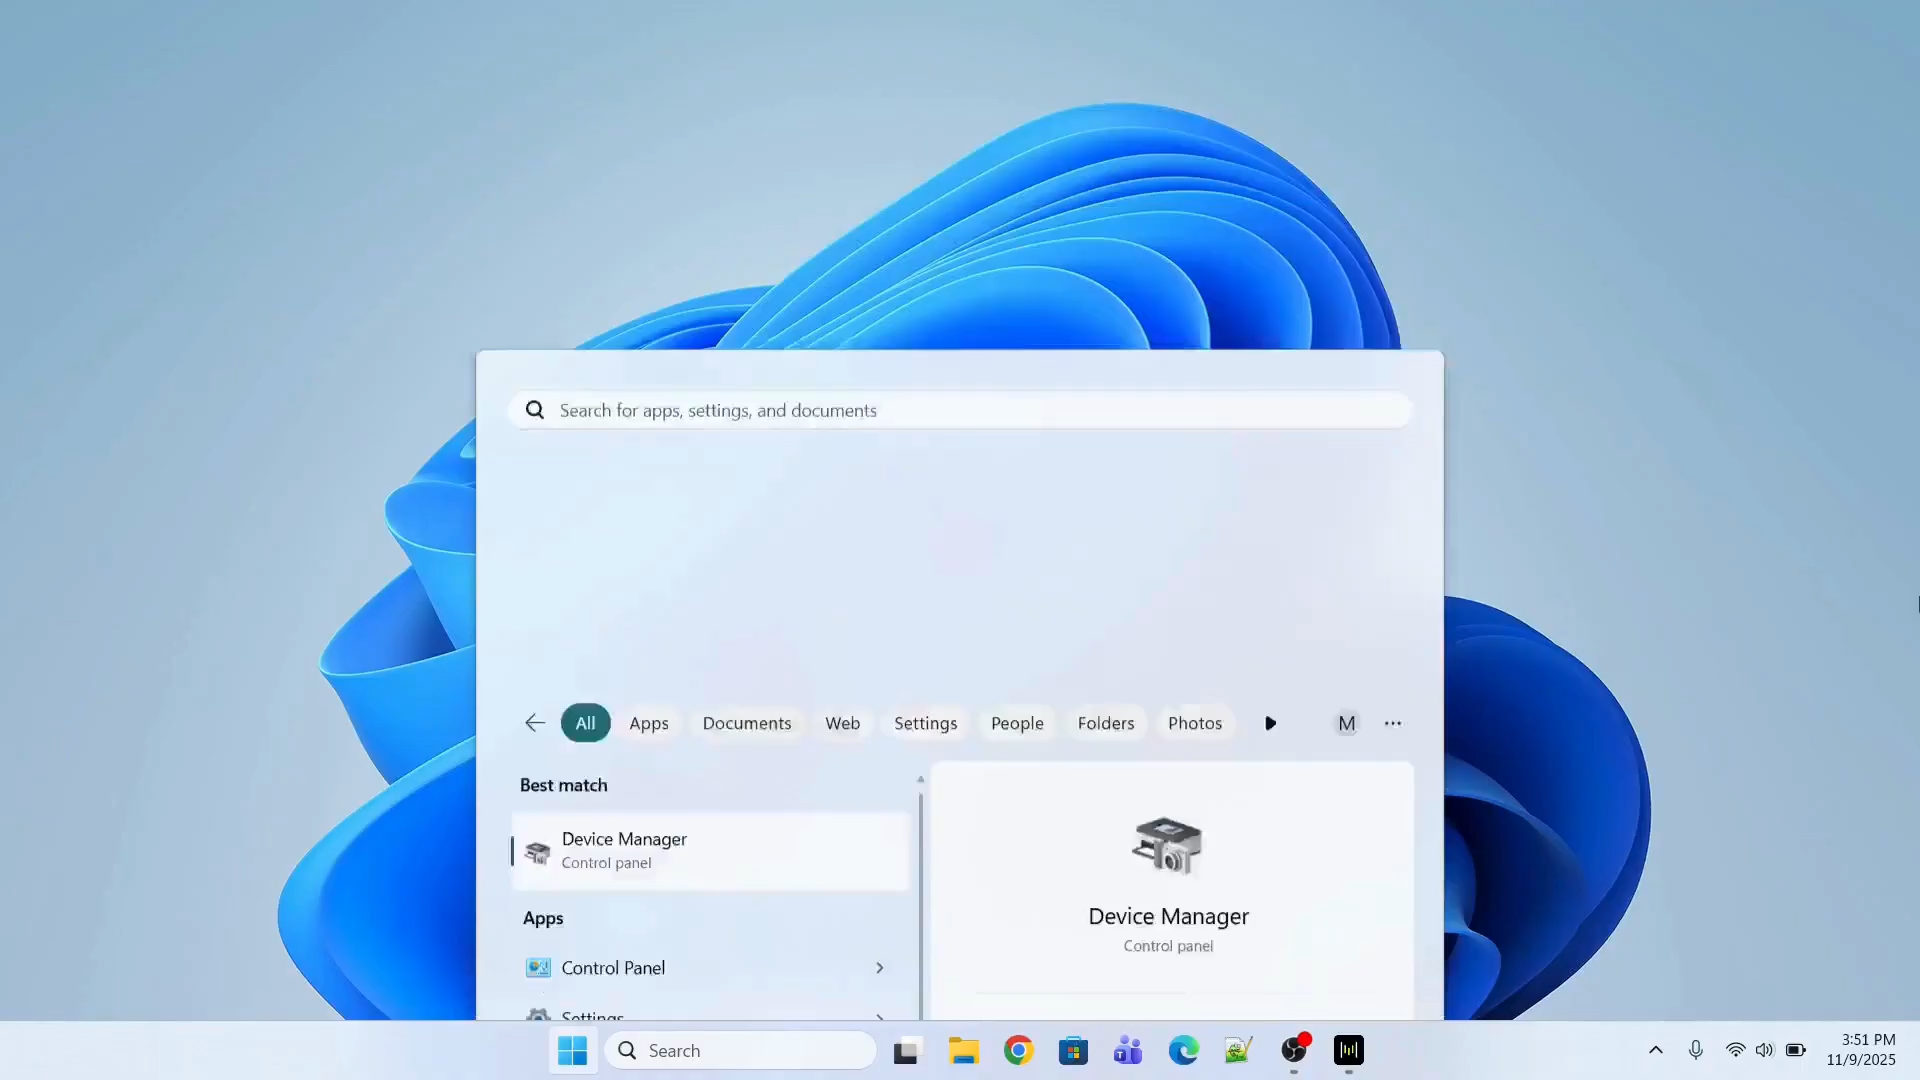 Search for apps, settings, and documents
All Apps Documents Web Settings People Folders Photos M
Best match
Device Manager
Control panel
Apps
Control Panel
Settings
Device Manager
Control panel
Search
3:51 PM
11/9/2025